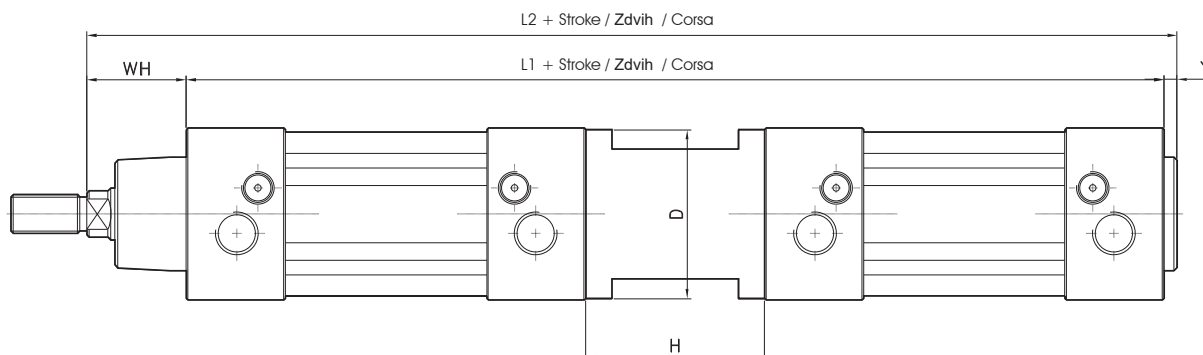 L2 + Stroke / Zdvih / Corsa
WH
L1 + Stroke / Zdvih / Corsa
D
H